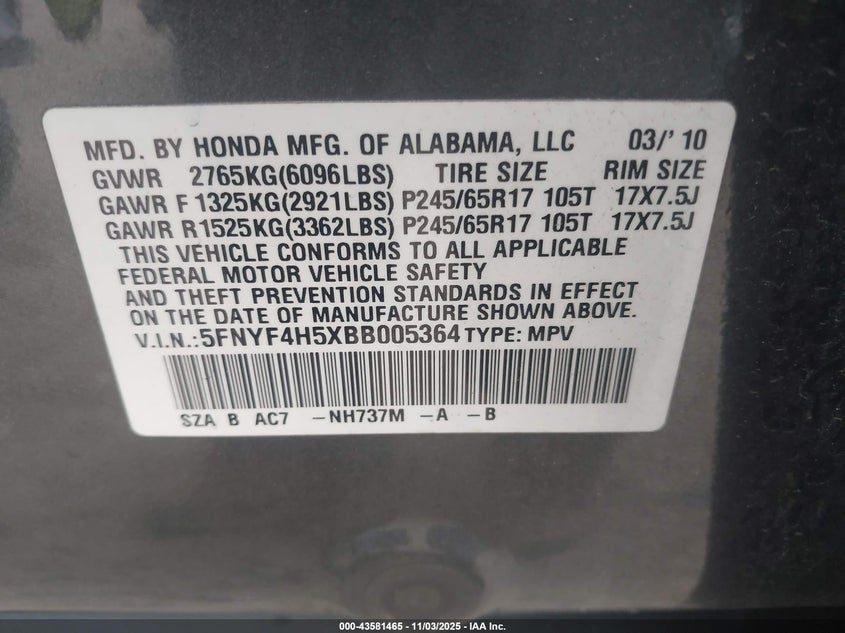 MFD. BY HONDA MFG. OF ALABAMA, LLC 03/'10
GVWR 2765KG(6096LBS) TIRE SIZE RIM SIZE
GAWR F 1325KG(2921LBS) P245/65R17 105T 17X7.5J
GAWR R1525KG(3362LBS) P245/65R17 105T 17X7.5J
THIS VEHICLE CONFORMS TO ALL APPLICABLE
FEDERAL MOTOR VEHICLE SAFETY
AND THEFT PREVENTION STANDARDS IN EFFECT
ON THE DATE OF MANUFACTURE SHOWN ABOVE.
V.I.N.:5FNYF4H5XBB005364 TYPE: MPV
SZA B AC7 -NH737M -A -B
000-43581465 - 11/03/2025 - IAA Inc.